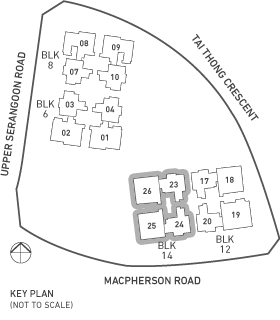 UPPER SERANGOON ROAD
TAI THONG CRESCENT
BLK
8
08
09
07
10
BLK
6
03
04
02
01
26
23
17
18
25
24
20
19
BLK
14
BLK
12
MACPHERSON ROAD
KEY PLAN
(NOT TO SCALE)